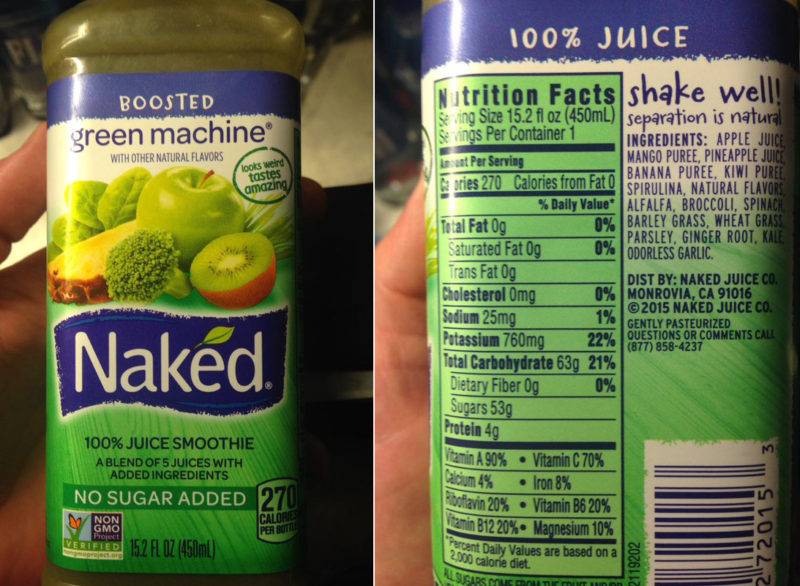 BOOSTED
green machine®
WITH OTHER NATURAL FLAVORS
looks weird
tastes
amazing
Naked®
100% JUICE SMOOTHIE
A BLEND OF 5 JUICES WITH
ADDED INGREDIENTS
NO SUGAR ADDED
270
CALORIES
PER BOTTLE
NON
GMO
Project
VERIFIED
nongmoproject.org
15.2 FL OZ (450mL)
100% JUICE
Nutrition Facts
Serving Size 15.2 fl oz (450mL)
Servings Per Container 1
Amount Per Serving
Calories 270 Calories from Fat 0
% Daily Value*
Total Fat 0g 0%
Saturated Fat 0g 0%
Trans Fat 0g
Cholesterol 0mg 0%
Sodium 25mg 1%
Potassium 760mg 22%
Total Carbohydrate 63g 21%
Dietary Fiber 0g 0%
Sugars 53g
Protein 4g
Vitamin A 90% • Vitamin C 70%
Calcium 4% • Iron 8%
Riboflavin 20% • Vitamin B6 20%
Vitamin B12 20% • Magnesium 10%
*Percent Daily Values are based on a
2,000 calorie diet.
ALL SUGARS COME FROM THE FRUIT
shake well!
separation is natural
INGREDIENTS: APPLE JUICE,
MANGO PUREE, PINEAPPLE JUICE,
BANANA PUREE, KIWI PUREE,
SPIRULINA, NATURAL FLAVORS,
ALFALFA, BROCCOLI, SPINACH,
BARLEY GRASS, WHEAT GRASS,
PARSLEY, GINGER ROOT, KALE,
ODORLESS GARLIC.
DIST BY: NAKED JUICE CO.
MONROVIA, CA 91016
©2015 NAKED JUICE CO.
GENTLY PASTEURIZED
QUESTIONS OR COMMENTS CALL
(877) 858-4237
2119202
72015 3